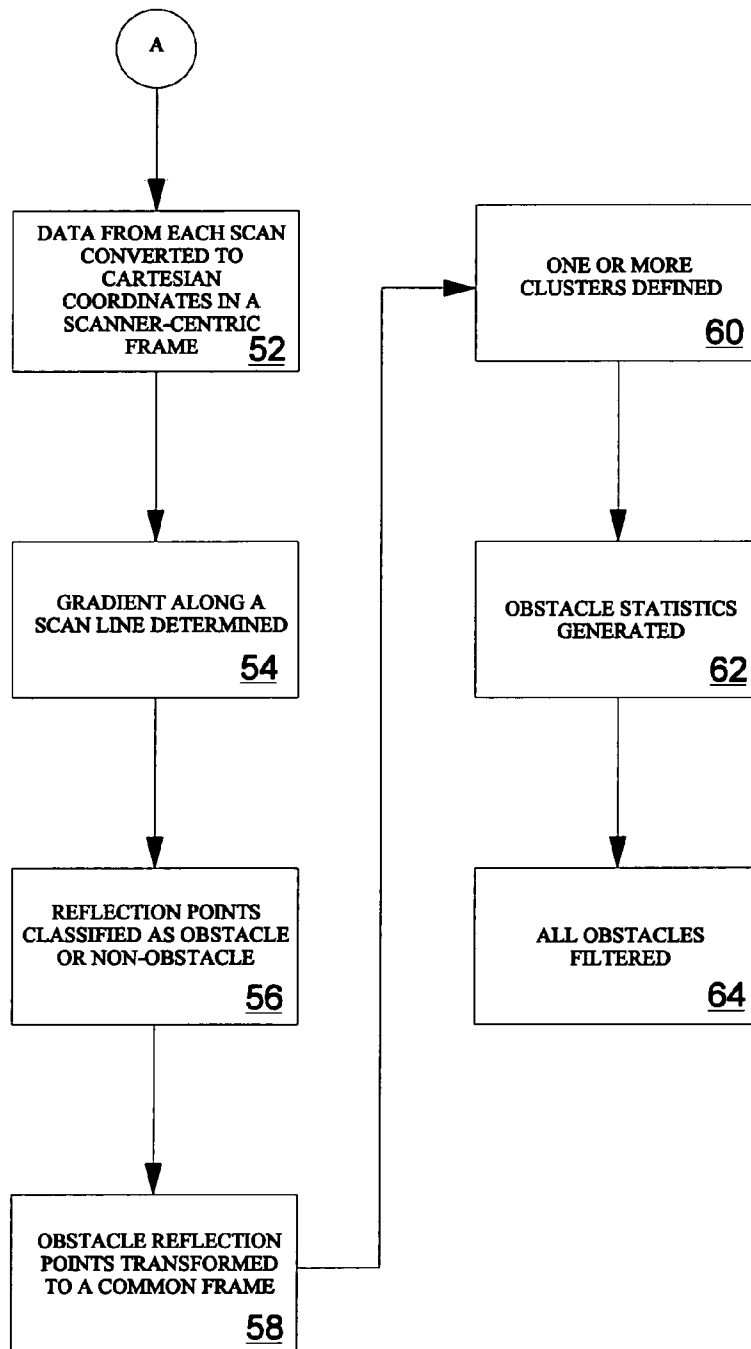 A
DATA FROM EACH SCAN
CONVERTED TO
CARTESIAN
COORDINATES IN A
SCANNER-CENTRIC
FRAME
52
GRADIENT ALONG A
SCAN LINE DETERMINED
54
REFLECTION POINTS
CLASSIFIED AS OBSTACLE
OR NON-OBSTACLE
56
OBSTACLE REFLECTION
POINTS TRANSFORMED
TO A COMMON FRAME
58
ONE OR MORE
CLUSTERS DEFINED
60
OBSTACLE STATISTICS
GENERATED
62
ALL OBSTACLES
FILTERED
64